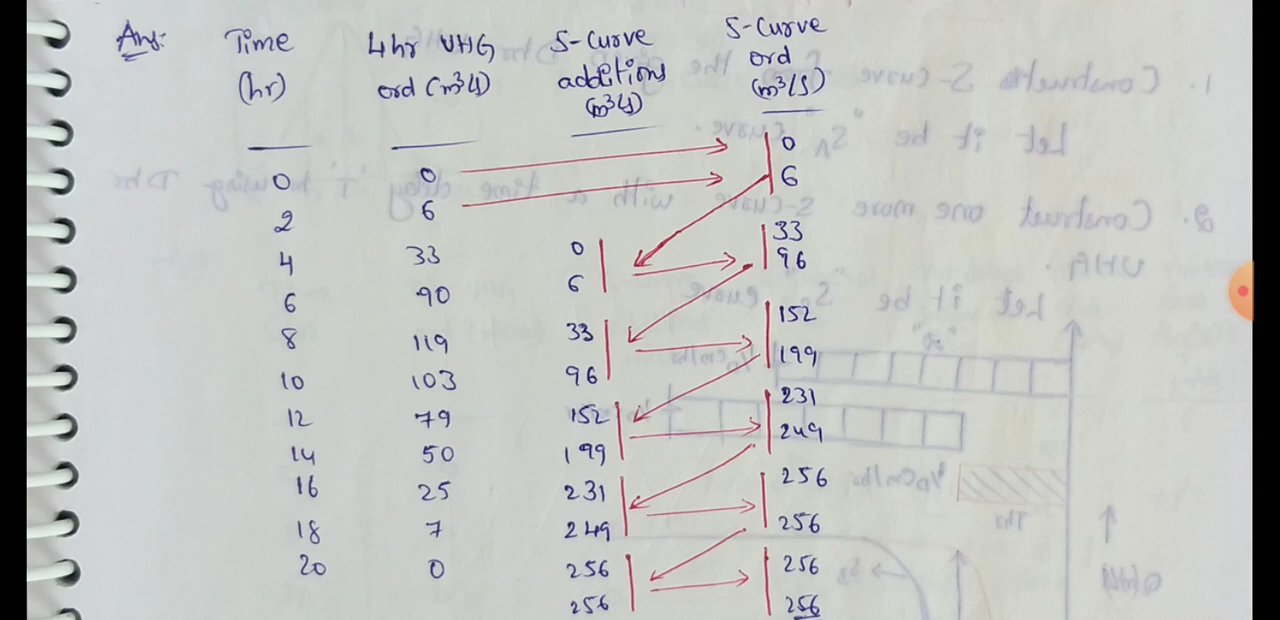 Ans: Time 4hr UHG S-Curve S-Curve
(hr) ord (m³/s) additions ord
(m³/s) (m³/s)
0 0 0
2 6 6
4 33 0 33
6 90 6 96
8 119 33 152
10 103 96 199
12 79 152 231
14 50 199 249
16 25 231 256
18 7 249 256
20 0 256 256
256 256